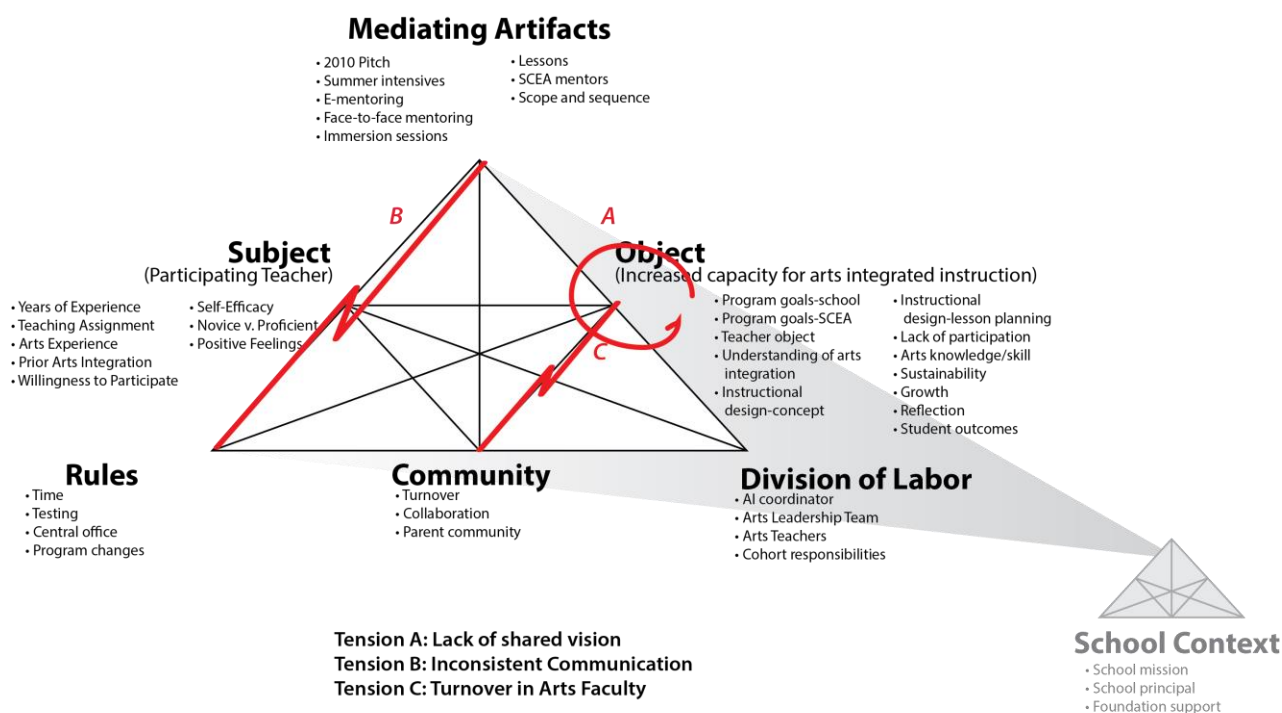 Mediating Artifacts
• 2010 Pitch
• Summer intensives
• E-mentoring
• Face-to-face mentoring
• Immersion sessions
• Lessons
• SCEA mentors
• Scope and sequence
B
A
Subject
(Participating Teacher)
• Years of Experience
• Teaching Assignment
• Arts Experience
• Prior Arts Integration
• Willingness to Participate
• Self-Efficacy
• Novice v. Proficient
• Positive Feelings
Object
(Increased capacity for arts integrated instruction)
• Program goals-school
• Program goals-SCEA
• Teacher object
• Understanding of arts
integration
• Instructional
design-concept
• Instructional
design-lesson planning
• Lack of participation
• Arts knowledge/skill
• Sustainability
• Growth
• Reflection
• Student outcomes
C
Rules
• Time
• Testing
• Central office
• Program changes
Community
• Turnover
• Collaboration
• Parent community
Division of Labor
• AI coordinator
• Arts Leadership Team
• Arts Teachers
• Cohort responsibilities
Tension A: Lack of shared vision
Tension B: Inconsistent Communication
Tension C: Turnover in Arts Faculty
School Context
• School mission
• School principal
• Foundation support